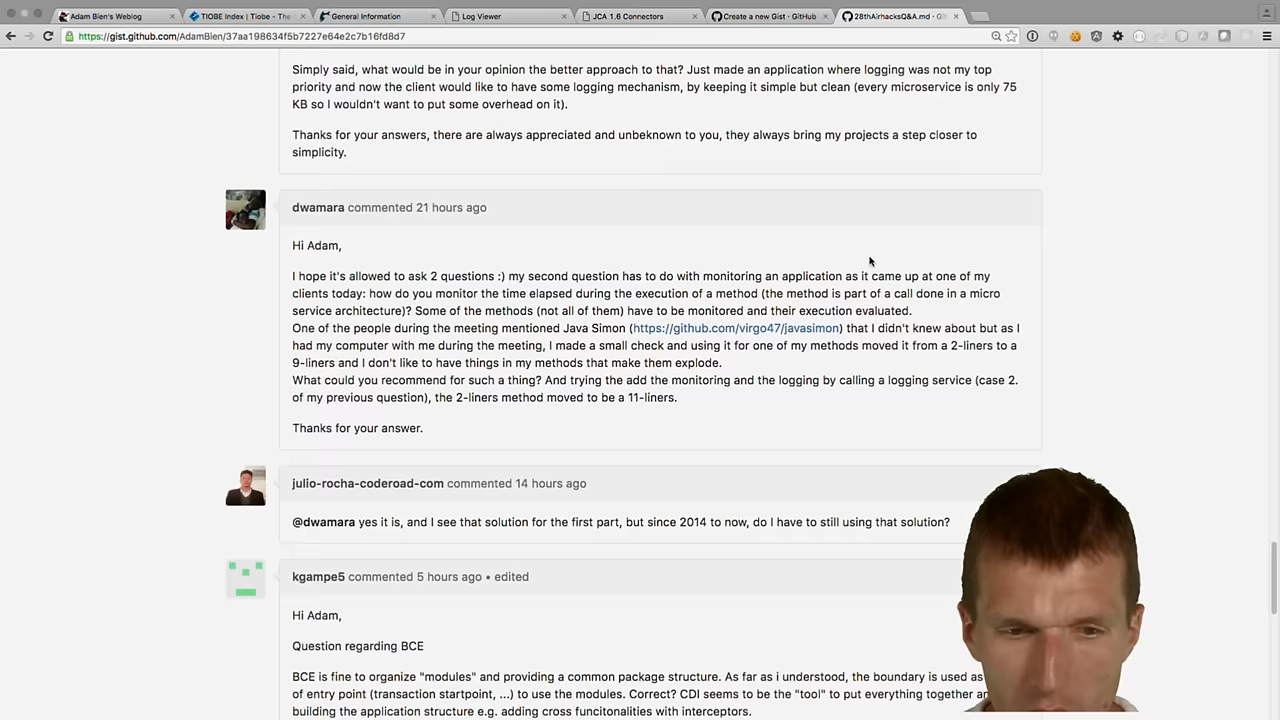 Adam Bien's Weblog
TIOBE Index | Tiobe - The
General Information
Log Viewer
JCA 1.6 Connectors
Create a new Gist · GitHub
28thAirhacksQ&A.md · Git
https://gist.github.com/AdamBien/37aa198634f5b7227e64e2c7b16fd8d7
Simply said, what would be in your opinion the better approach to that? Just made an application where logging was not my top
priority and now the client would like to have some logging mechanism, by keeping it simple but clean (every microservice is only 75
KB so I wouldn't want to put some overhead on it).
Thanks for your answers, there are always appreciated and unbeknown to you, they always bring my projects a step closer to
simplicity.
dwamara commented 21 hours ago
Hi Adam,
I hope it's allowed to ask 2 questions :) my second question has to do with monitoring an application as it came up at one of my
clients today: how do you monitor the time elapsed during the execution of a method (the method is part of a call done in a micro
service architecture)? Some of the methods (not all of them) have to be monitored and their execution evaluated.
One of the people during the meeting mentioned Java Simon (https://github.com/virgo47/javasimon) that I didn't knew about but as I
had my computer with me during the meeting, I made a small check and using it for one of my methods moved it from a 2-liners to a
9-liners and I don't like to have things in my methods that make them explode.
What could you recommend for such a thing? And trying the add the monitoring and the logging by calling a logging service (case 2.
of my previous question), the 2-liners method moved to be a 11-liners.
Thanks for your answer.
julio-rocha-coderoad-com commented 14 hours ago
@dwamara yes it is, and I see that solution for the first part, but since 2014 to now, do I have to still using that solution?
kgampe5 commented 5 hours ago • edited
Hi Adam,
Question regarding BCE
BCE is fine to organize "modules" and providing a common package structure. As far as i understood, the boundary is used as
of entry point (transaction startpoint, ...) to use the modules. Correct? CDI seems to be the "tool" to put everything together an
building the application structure e.g. adding cross funcitonalities with interceptors.